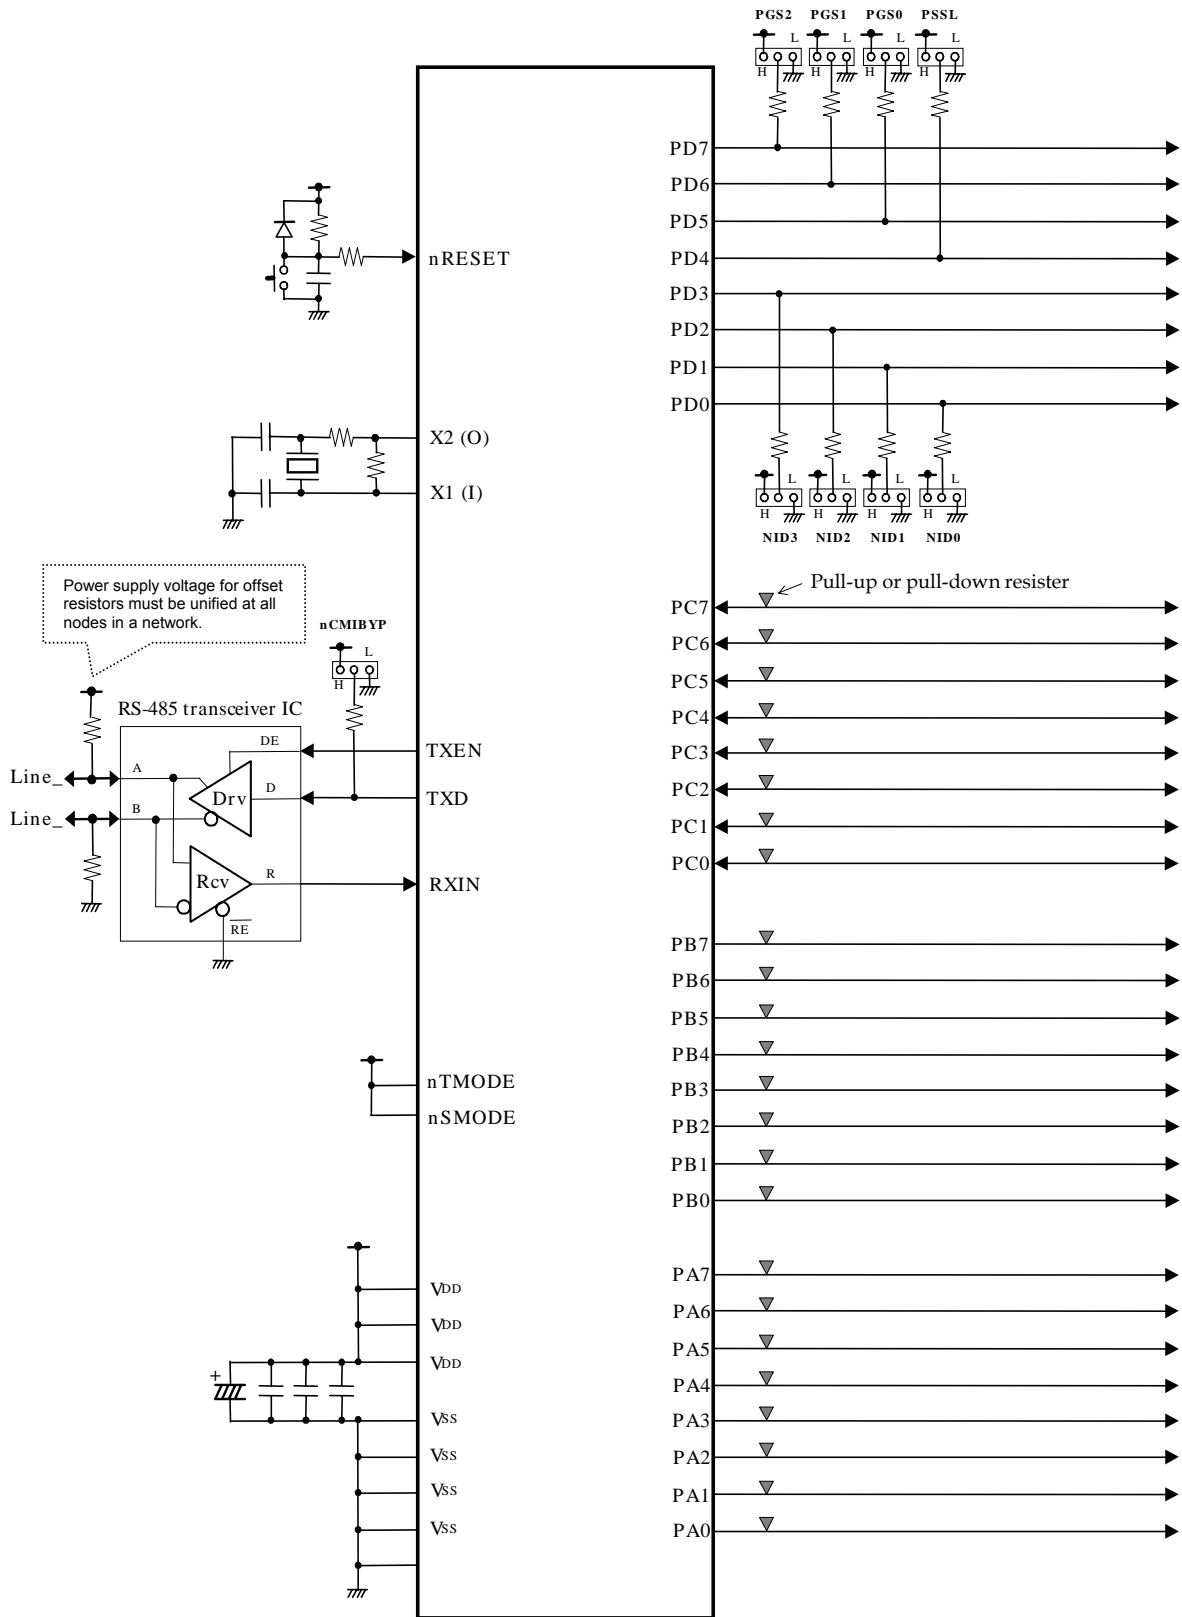 PGS2 PGS1 PGS0 PSSL
L L L L
H H H H
PD7
PD6
PD5
nRESET
PD4
PD3
PD2
PD1
PD0
X2 (O)
X1 (I)
L L L L
H H H H
NID3 NID2 NID1 NID0
Power supply voltage for offset
resistors must be unified at all
nodes in a network.
Pull-up or pull-down resister
nCMIBYP
L
H
PC7
PC6
PC5
PC4
PC3
PC2
PC1
PC0
RS-485 transceiver IC
DE TXEN
Line_ A
Drv D TXD
Line_ B
Rcv R RXIN
RE
PB7
PB6
PB5
PB4
PB3
PB2
PB1
PB0
nTMODE
nSMODE
VDD
VDD
VDD
+
VSS
VSS
VSS
VSS
PA7
PA6
PA5
PA4
PA3
PA2
PA1
PA0